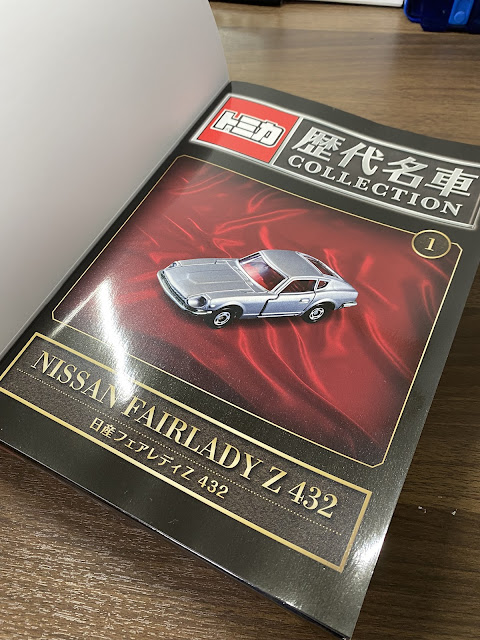 トミカ
歴代名車
COLLECTION
1
NISSAN FAIRLADY Z 432
日産フェアレディZ 432